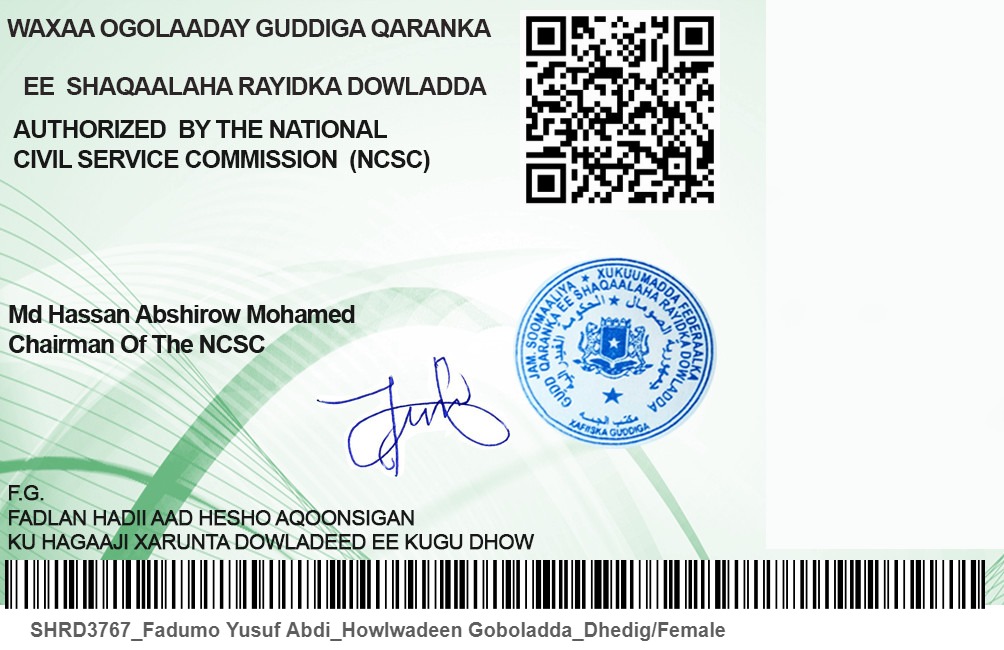 WAXAA OGOLAADAY GUDDIGA QARANKA
EE SHAQAALAHA RAYIDKA DOWLADDA
AUTHORIZED BY THE NATIONAL
CIVIL SERVICE COMMISSION (NCSC)
Md Hassan Abshirow Mohamed
Chairman Of The NCSC
JAM. SOOMAALIYA ★ XUKUUMADDA FEDERAALKA
GUDD QARANKA EE SHAQAALAHA RAYIDKA DOWLADDA
XAFIISKA GUDDIGA
F.G.
FADLAN HADII AAD HESHO AQOONSIGAN
KU HAGAAJI XARUNTA DOWLADEED EE KUGU DHOW
SHRD3767_Fadumo Yusuf Abdi_Howlwadeen Goboladda_Dhedig/Female